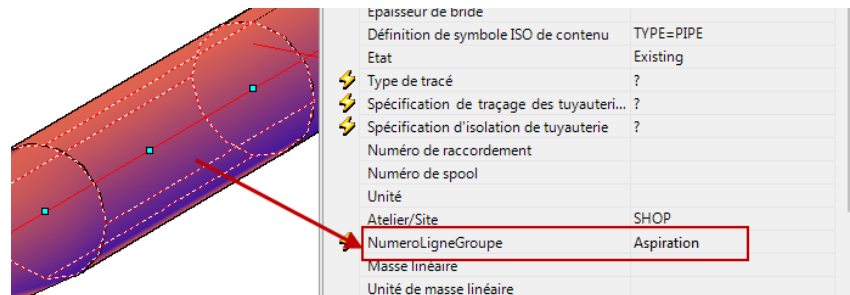 Epaisseur de bride
Définition de symbole ISO de contenu TYPE=PIPE
Etat Existing
Type de tracé ?
Spécification de traçage des tuyauteri... ?
Spécification d'isolation de tuyauterie ?
Numéro de raccordement
Numéro de spool
Unité
Atelier/Site SHOP
NumeroLigneGroupe Aspiration
Masse linéaire
Unité de masse linéaire